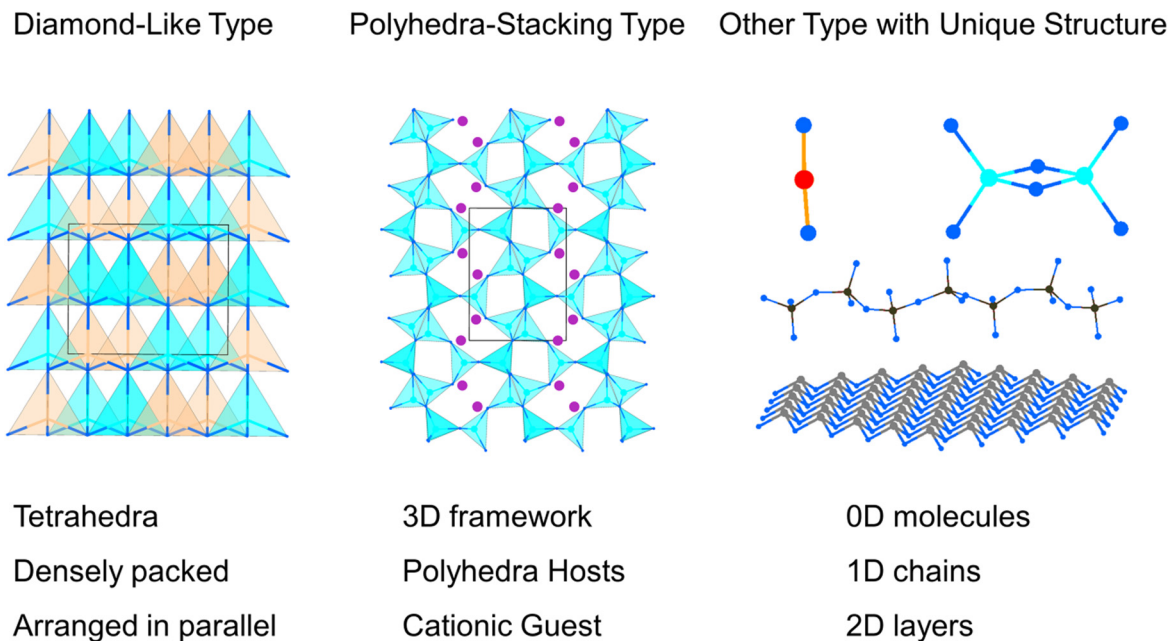 Diamond-Like Type
Polyhedra-Stacking Type
Other Type with Unique Structure
Tetrahedra
3D framework
0D molecules
Densely packed
Polyhedra Hosts
1D chains
Arranged in parallel
Cationic Guest
2D layers